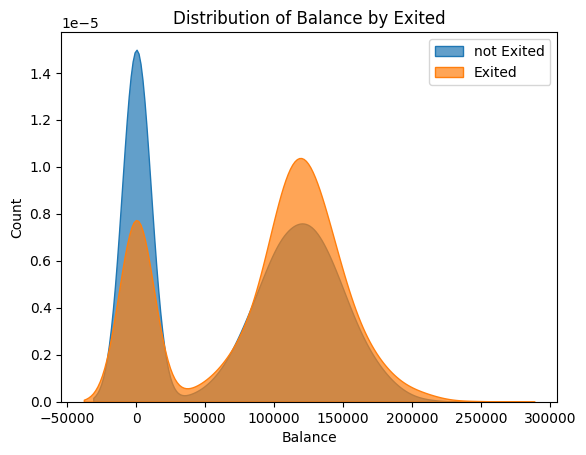 Distribution of Balance by Exited
1e−5
not Exited
Exited
1.4
1.2
1.0
0.8
0.6
0.4
0.2
0.0
Count
−50000 0 50000 100000 150000 200000 250000 300000
Balance